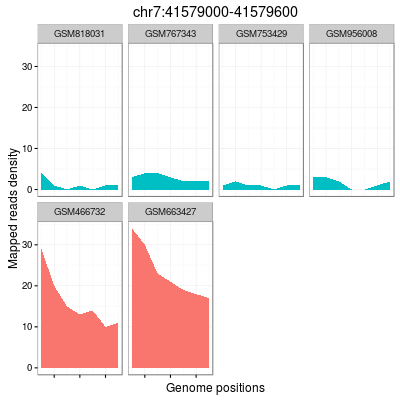 chr7:41579000-41579600
GSM818031 GSM767343 GSM753429 GSM956008
30
20
10
0
Mapped reads density
GSM466732 GSM663427
30
20
10
0
Genome positions